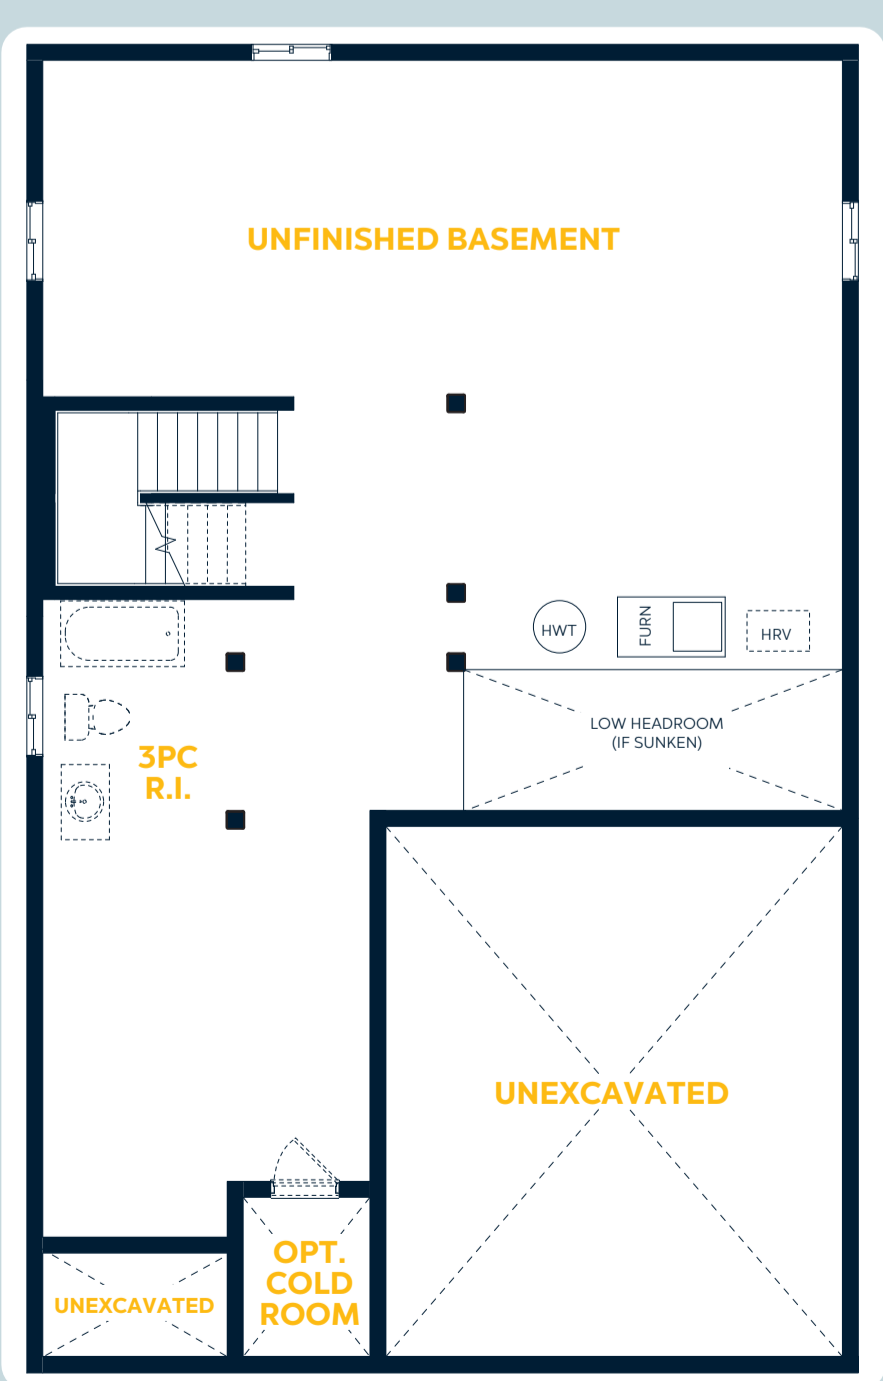 UNFINISHED BASEMENT
HWT
FURN
HRV
LOW HEADROOM
(IF SUNKEN)
3PC
R.I.
UNEXCAVATED
OPT.
COLD
ROOM
UNEXCAVATED